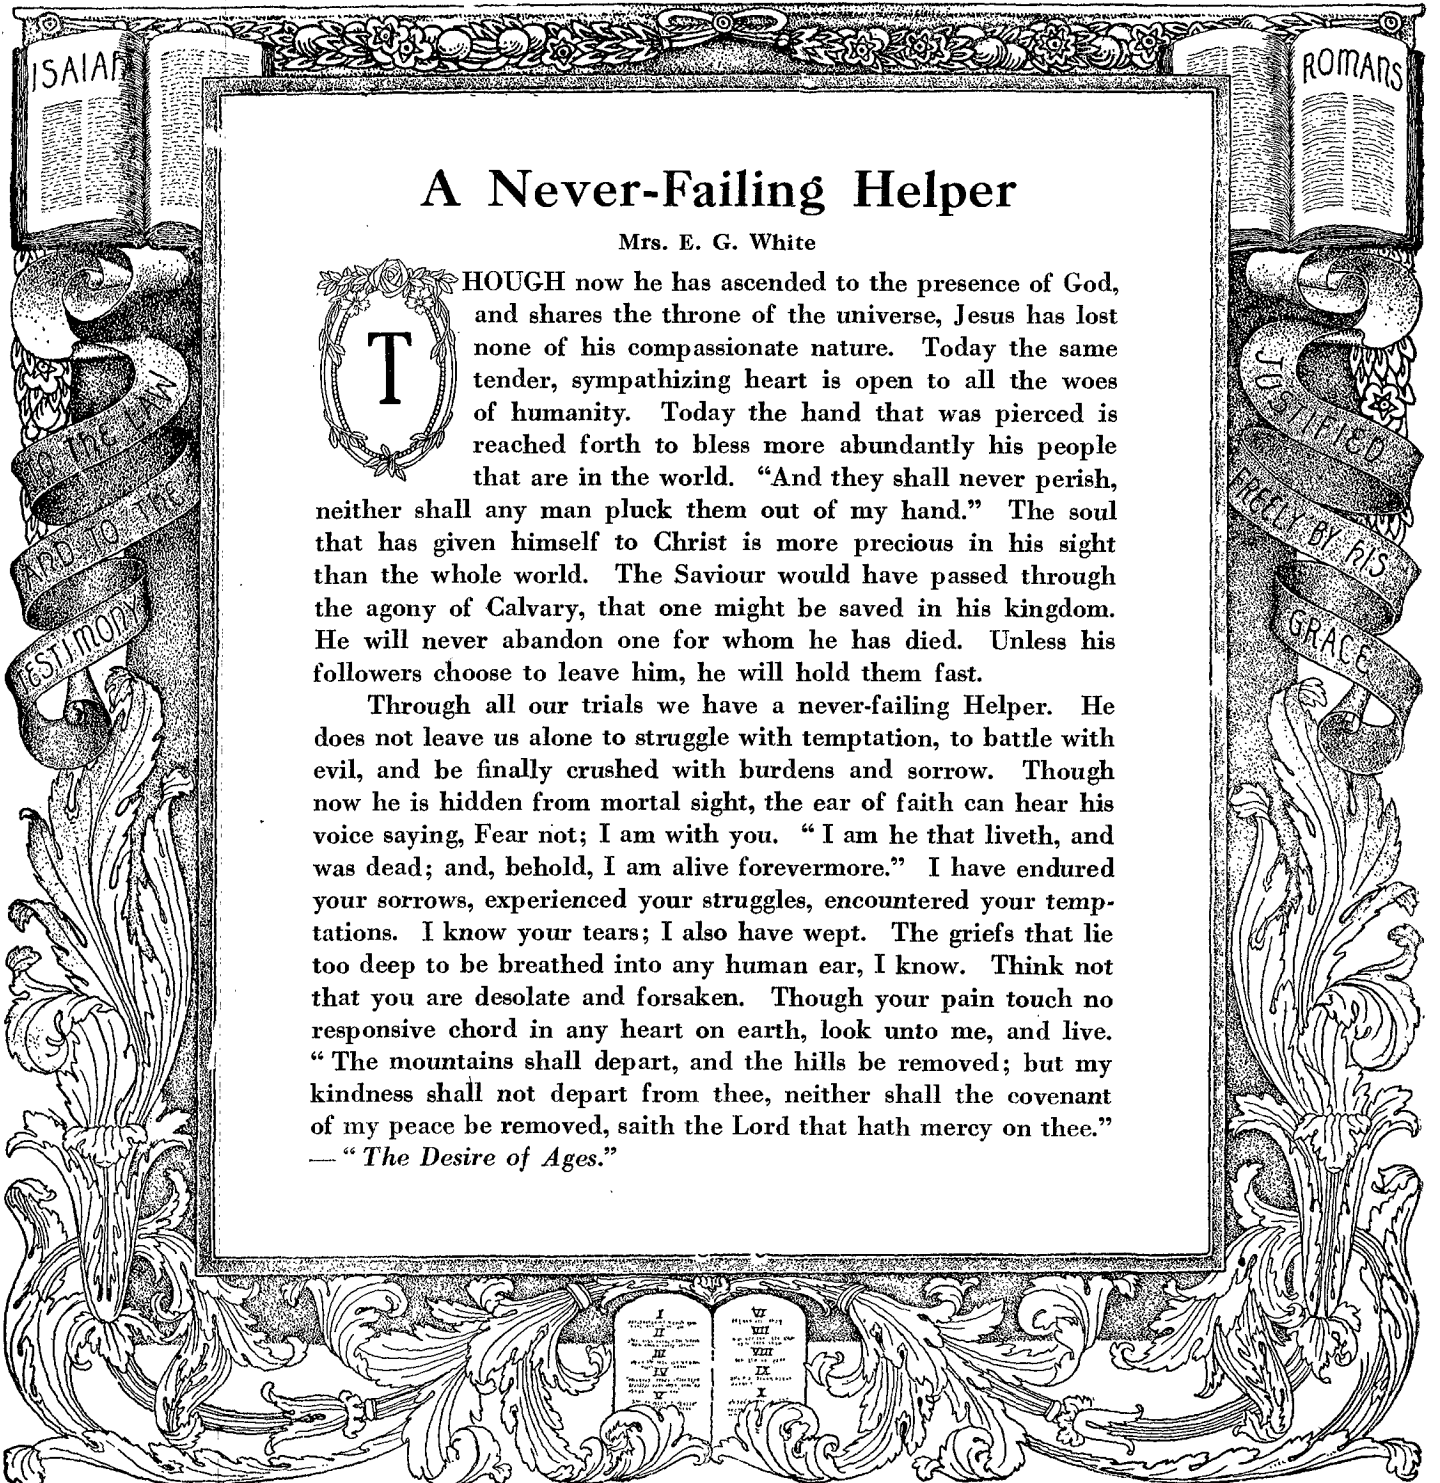 ISAIAH
ROMANS
A Never-Failing Helper
Mrs. E. G. White
THOUGH now he has ascended to the presence of God,
and shares the throne of the universe, Jesus has lost
none of his compassionate nature. Today the same
tender, sympathizing heart is open to all the woes
of humanity. Today the hand that was pierced is
reached forth to bless more abundantly his people
that are in the world. “And they shall never perish,
neither shall any man pluck them out of my hand.” The soul
that has given himself to Christ is more precious in his sight
than the whole world. The Saviour would have passed through
the agony of Calvary, that one might be saved in his kingdom.
He will never abandon one for whom he has died. Unless his
followers choose to leave him, he will hold them fast.
Through all our trials we have a never-failing Helper. He
does not leave us alone to struggle with temptation, to battle with
evil, and be finally crushed with burdens and sorrow. Though
now he is hidden from mortal sight, the ear of faith can hear his
voice saying, Fear not; I am with you. “ I am he that liveth, and
was dead; and, behold, I am alive forevermore.” I have endured
your sorrows, experienced your struggles, encountered your temp-
tations. I know your tears; I also have wept. The griefs that lie
too deep to be breathed into any human ear, I know. Think not
that you are desolate and forsaken. Though your pain touch no
responsive chord in any heart on earth, look unto me, and live.
“ The mountains shall depart, and the hills be removed; but my
kindness shall not depart from thee, neither shall the covenant
of my peace be removed, saith the Lord that hath mercy on thee.”
— “ The Desire of Ages.”
TO THE LAW
AND TO THE
TESTIMONY
JUSTIFIED
FREELY BY HIS
GRACE
I
II
III
IV
V
VI
VII
VIII
IX
X